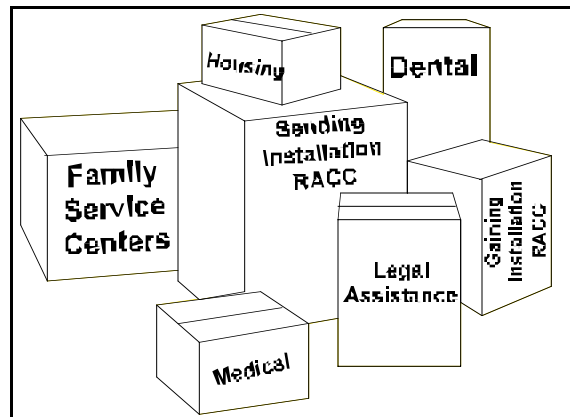 Housing
Dental
Sending
Installation
RACC
Family
Service
Centers
Gaining
Installation
RACC
Legal
Assistance
Medical